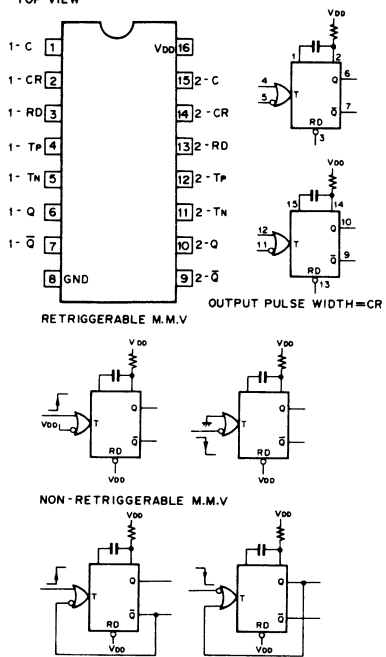 TOP VIEW
1- C 1
VDD 16
1- CR 2
15 2- C
1- RD 3
14 2- CR
1- TP 4
13 2- RD
1- TN 5
12 2- TP
1- Q 6
11 2- TN
1- Q̅ 7
10 2- Q
8 GND
9 2- Q̅
VDD
1 2
4
5
T
Q 6
Q̅ 7
RD
3
VDD
15 14
12
11
T
Q 10
Q̅ 9
RD
13
OUTPUT PULSE WIDTH=CR
RETRIGGERABLE M.M.V
VDD VDD
T Q T Q
VDD
Q̅ Q̅
RD RD
VDD VDD
NON-RETRIGGERABLE M.M.V
VDD VDD
T Q T Q
Q̅ Q̅
RD RD
VDD VDD